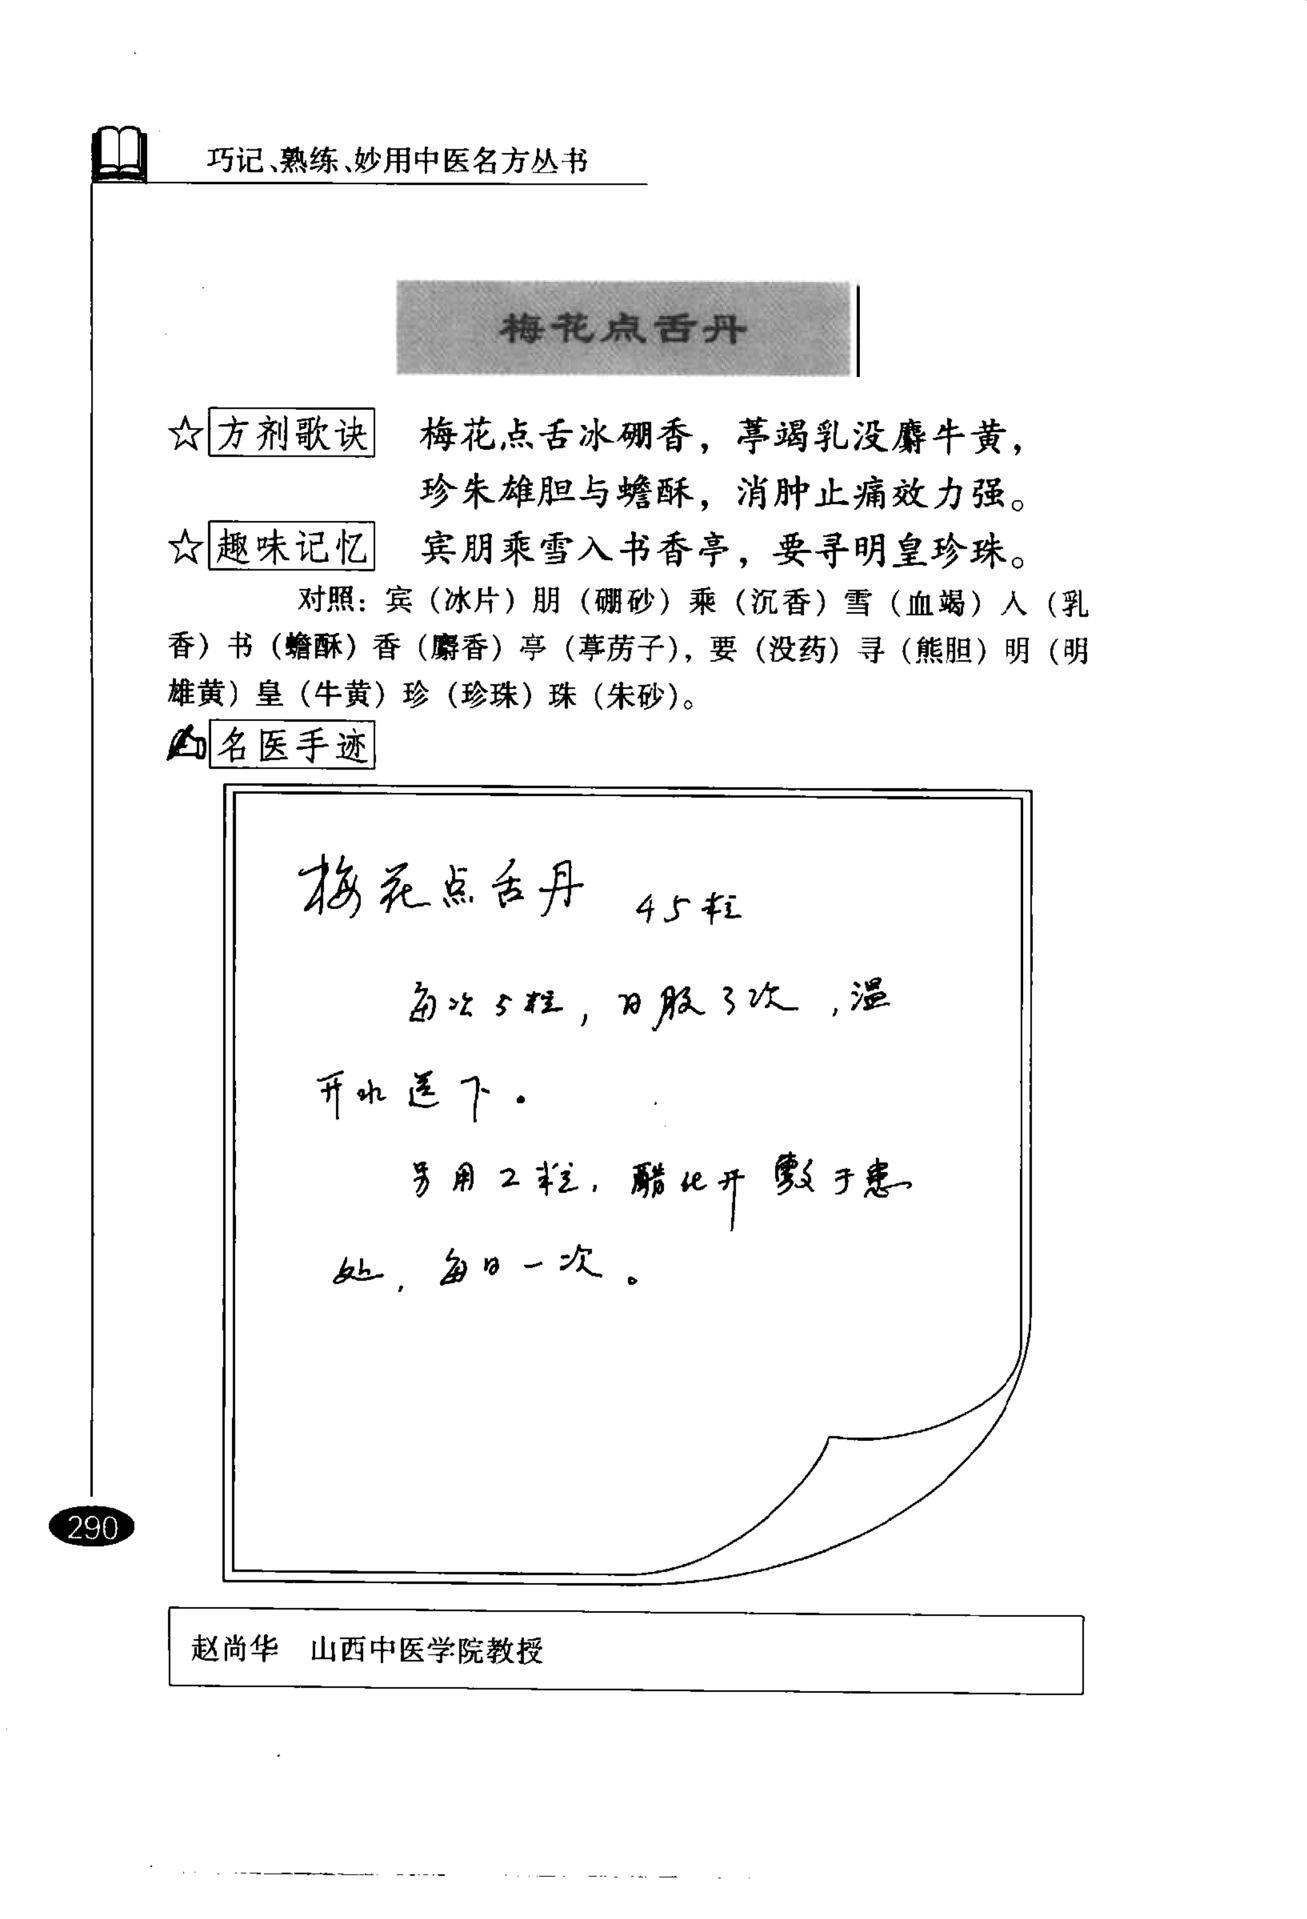 巧记、熟练、妙用中医名方丛书
梅花点舌丹
☆方剂歌诀 梅花点舌冰硼香，葶竭乳没麝牛黄，
珍朱雄胆与蟾酥，消肿止痛效力强。
☆趣味记忆 宾朋乘雪入书香亭，要寻明皇珍珠。
对照：宾（冰片）朋（硼砂）乘（沉香）雪（血竭）入（乳
香）书（蟾酥）香（麝香）亭（葶苈子），要（没药）寻（熊胆）明（明
雄黄）皇（牛黄）珍（珍珠）珠（朱砂）。
名医手迹
梅花点舌丹 45粒
每次5粒，日服3次，温
开水送下。
另用2粒，醋化开敷于患
处，每日一次。
290
赵尚华 山西中医学院教授